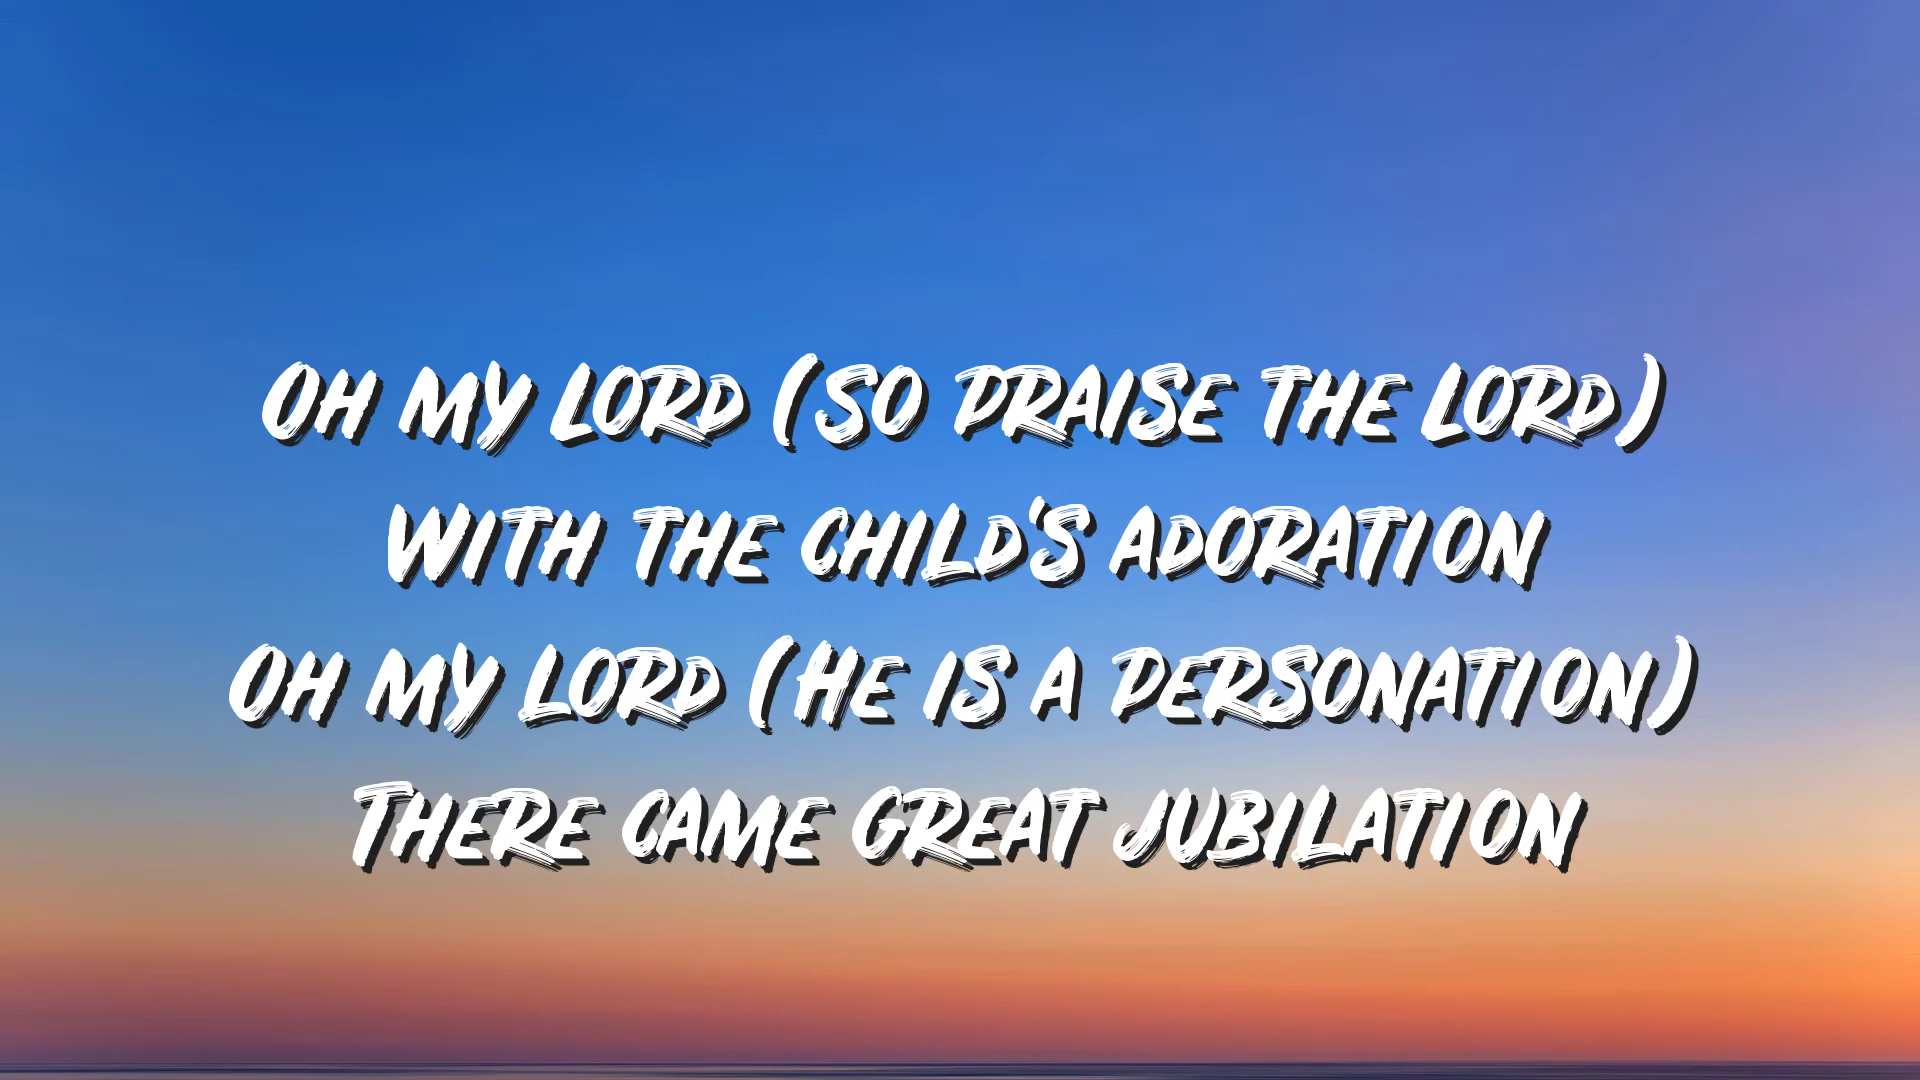 OH MY LORD (SO PRAISE THE LORD)
WITH THE CHILD'S ADORATION
OH MY LORD (HE IS A PERSONATION)
THERE CAME GREAT JUBILATION